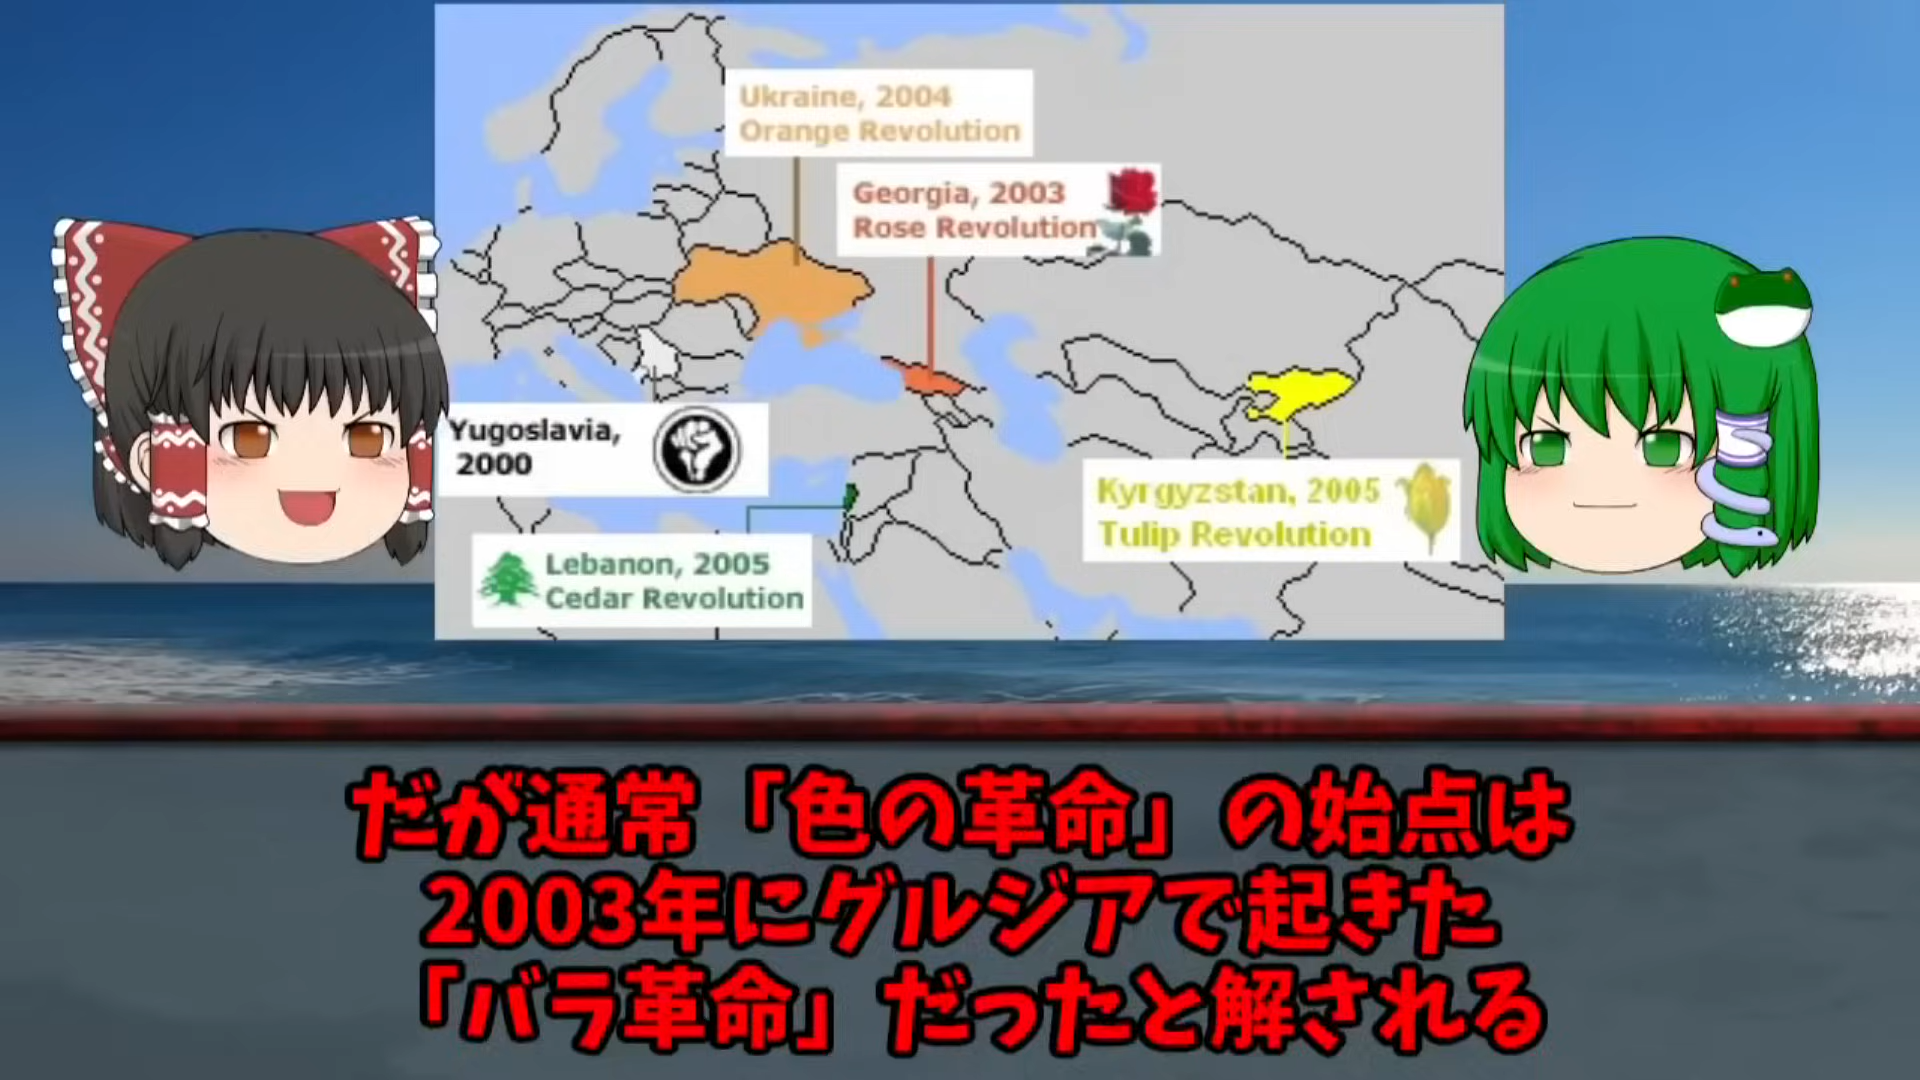 Ukraine, 2004
Orange Revolution
Georgia, 2003
Rose Revolution
Yugoslavia,
2000
Lebanon, 2005
Cedar Revolution
Kyrgyzstan, 2005
Tulip Revolution
だが通常「色の革命」の始点は
2003年にグルジアで起きた
「バラ革命」だったと解される